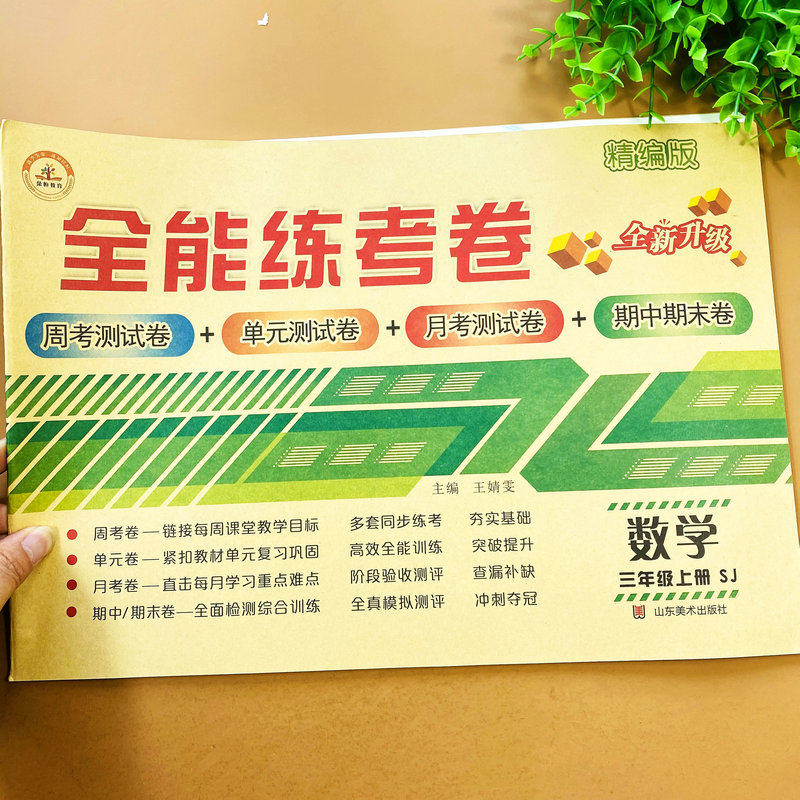 精编版
荣恒教育
全能练考卷
全新升级
周考测试卷 + 单元测试卷 + 月考测试卷 + 期中期末卷
主编 王婧雯
周考卷—链接每周课堂教学目标 多套同步练考 夯实基础
单元卷—紧扣教材单元复习巩固 高效全能训练 突破提升
月考卷—直击每月学习重点难点 阶段验收测评 查漏补缺
期中/期末卷—全面检测综合训练 全真模拟测评 冲刺夺冠
数学
三年级上册 SJ
山东美术出版社